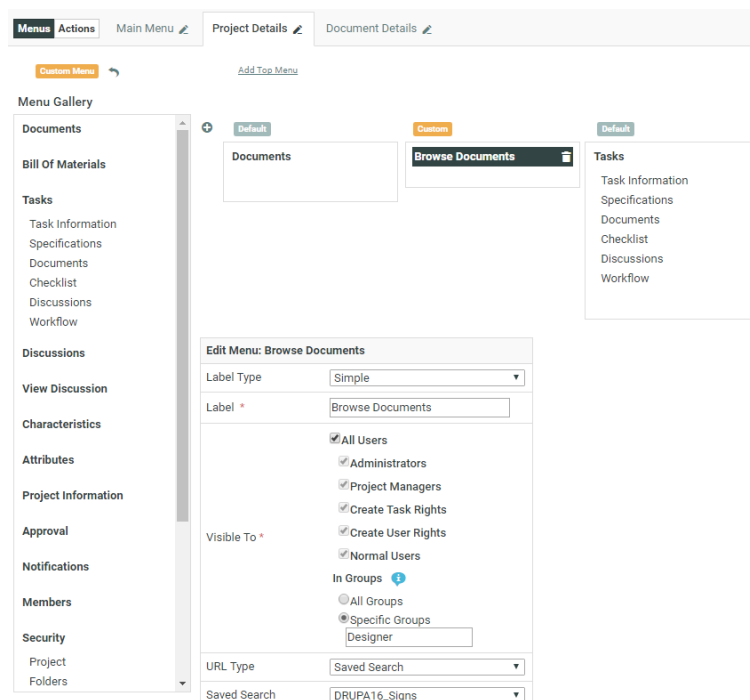 Menus Actions Main Menu Project Details Document Details
Custom Menu Add Top Menu
Menu Gallery
Documents
Bill Of Materials
Tasks
Task Information
Specifications
Documents
Checklist
Discussions
Workflow
Discussions
View Discussion
Characteristics
Attributes
Project Information
Approval
Notifications
Members
Security
Project
Folders
Default
Documents
Custom
Browse Documents
Default
Tasks
Task Information
Specifications
Documents
Checklist
Discussions
Workflow
Edit Menu: Browse Documents
Label Type Simple
Label * Browse Documents
Visible To *
All Users
Administrators
Project Managers
Create Task Rights
Create User Rights
Normal Users
In Groups i
All Groups
Specific Groups
Designer
URL Type Saved Search
Saved Search DRUPA16_Signs